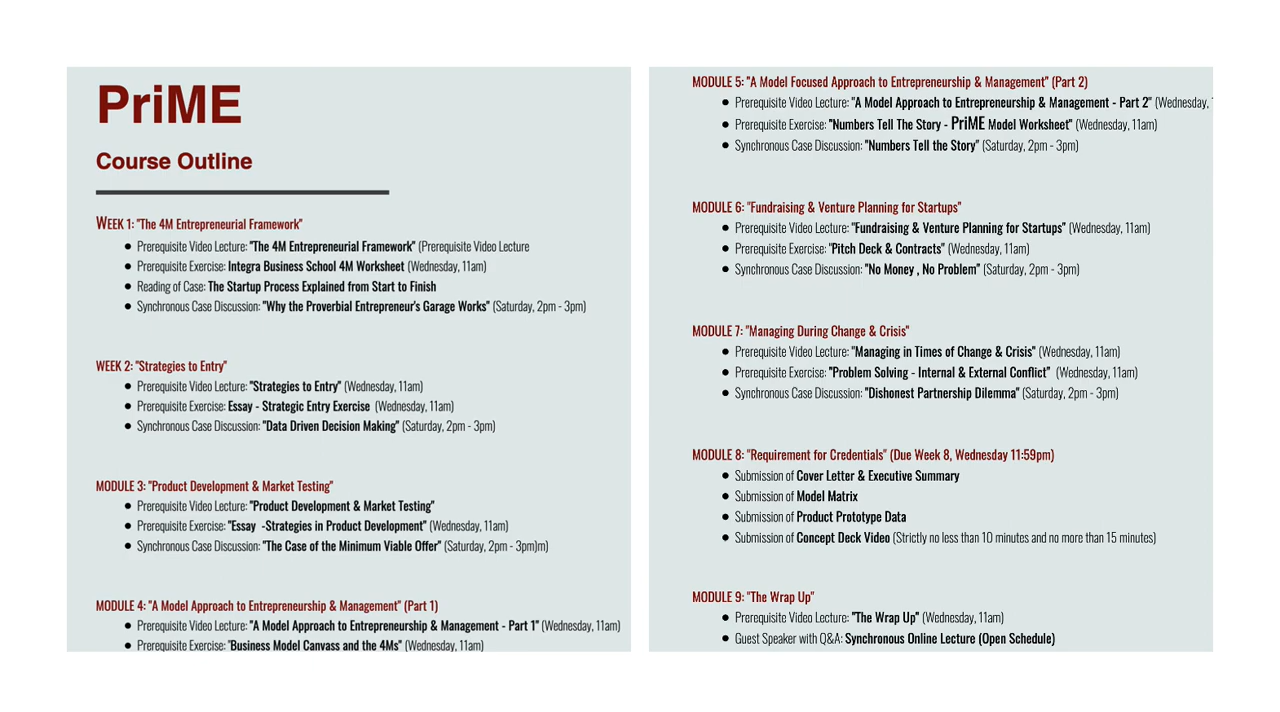 PriME
Course Outline
WEEK 1: "The 4M Entrepreneurial Framework"
● Prerequisite Video Lecture: "The 4M Entrepreneurial Framework" (Prerequisite Video Lecture
● Prerequisite Exercise: Integra Business School 4M Worksheet (Wednesday, 11am)
● Reading of Case: The Startup Process Explained from Start to Finish
● Synchronous Case Discussion: "Why the Proverbial Entrepreneur's Garage Works" (Saturday, 2pm - 3pm)
WEEK 2: "Strategies to Entry"
● Prerequisite Video Lecture: "Strategies to Entry" (Wednesday, 11am)
● Prerequisite Exercise: Essay - Strategic Entry Exercise (Wednesday, 11am)
● Synchronous Case Discussion: "Data Driven Decision Making" (Saturday, 2pm - 3pm)
MODULE 3: "Product Development & Market Testing"
● Prerequisite Video Lecture: "Product Development & Market Testing"
● Prerequisite Exercise: "Essay -Strategies in Product Development" (Wednesday, 11am)
● Synchronous Case Discussion: "The Case of the Minimum Viable Offer" (Saturday, 2pm - 3pm)m)
MODULE 4: "A Model Approach to Entrepreneurship & Management" (Part 1)
● Prerequisite Video Lecture: "A Model Approach to Entrepreneurship & Management - Part 1" (Wednesday, 11am)
● Prerequisite Exercise: "Business Model Canvass and the 4Ms" (Wednesday, 11am)
MODULE 5: "A Model Focused Approach to Entrepreneurship & Management" (Part 2)
● Prerequisite Video Lecture: "A Model Approach to Entrepreneurship & Management - Part 2" (Wednesday,
● Prerequisite Exercise: "Numbers Tell The Story - PriME Model Worksheet" (Wednesday, 11am)
● Synchronous Case Discussion: "Numbers Tell the Story" (Saturday, 2pm - 3pm)
MODULE 6: "Fundraising & Venture Planning for Startups"
● Prerequisite Video Lecture: "Fundraising & Venture Planning for Startups" (Wednesday, 11am)
● Prerequisite Exercise: "Pitch Deck & Contracts" (Wednesday, 11am)
● Synchronous Case Discussion: "No Money , No Problem" (Saturday, 2pm - 3pm)
MODULE 7: "Managing During Change & Crisis"
● Prerequisite Video Lecture: "Managing in Times of Change & Crisis" (Wednesday, 11am)
● Prerequisite Exercise: "Problem Solving - Internal & External Conflict" (Wednesday, 11am)
● Synchronous Case Discussion: "Dishonest Partnership Dilemma" (Saturday, 2pm - 3pm)
MODULE 8: "Requirement for Credentials" (Due Week 8, Wednesday 11:59pm)
● Submission of Cover Letter & Executive Summary
● Submission of Model Matrix
● Submission of Product Prototype Data
● Submission of Concept Deck Video (Strictly no less than 10 minutes and no more than 15 minutes)
MODULE 9: "The Wrap Up"
● Prerequisite Video Lecture: "The Wrap Up" (Wednesday, 11am)
● Guest Speaker with Q&A: Synchronous Online Lecture (Open Schedule)